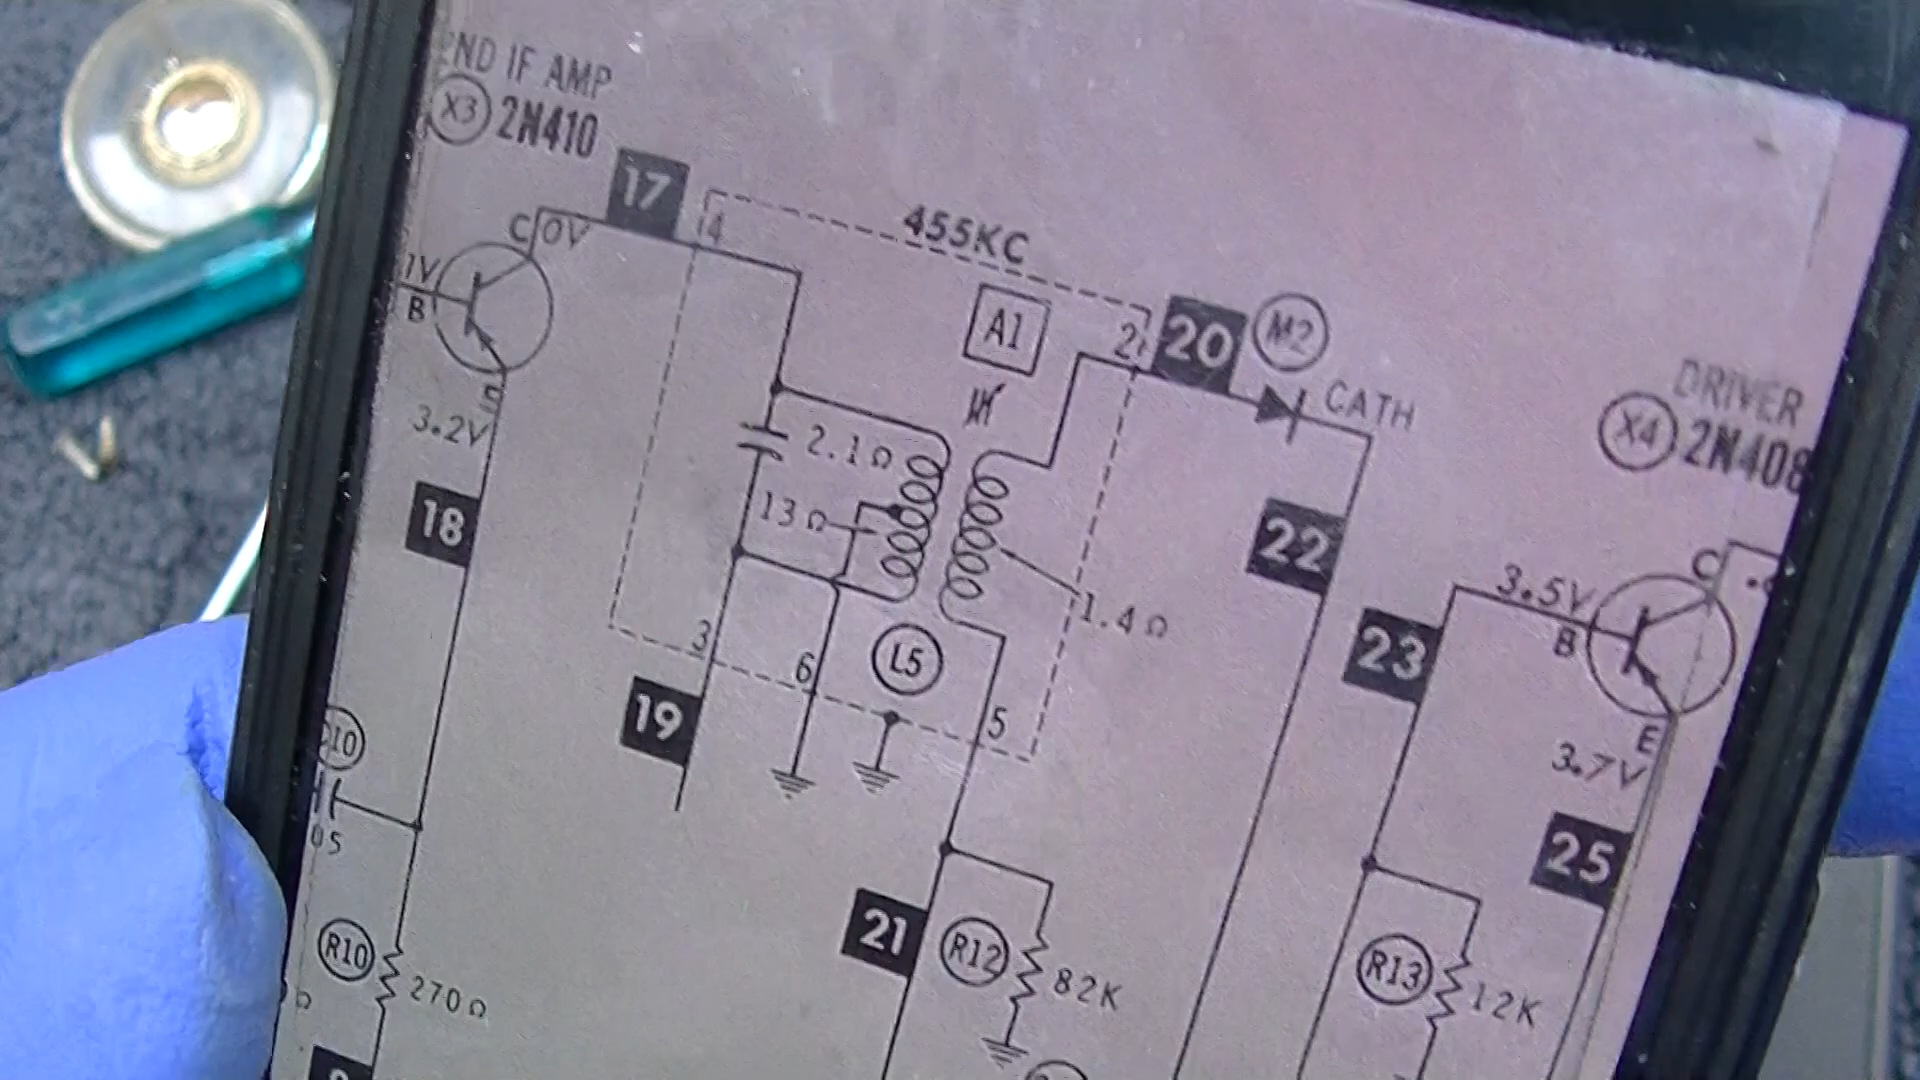 2ND IF AMP
X3 2N410
17
4
455KC
C 0V
1V
B
3.2V
A1
2
20
M2
CATH
DRIVER
X4 2N408
2.1Ω
13Ω
18
22
C
3.5V
B
1.4Ω
23
3
6
L5
5
19
E
3.7V
25
21
R12
82K
R13
12K
R10
270Ω